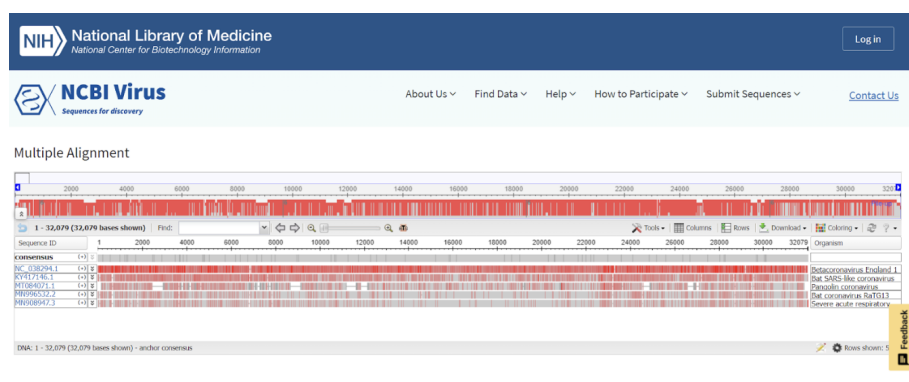 NIH National Library of Medicine
National Center for Biotechnology Information
Log in
NCBI Virus
Sequences for discovery
About Us Find Data Help How to Participate Submit Sequences Contact Us
Multiple Alignment
2000 4000 6000 8000 10000 12000 14000 16000 18000 20000 22000 24000 26000 28000 30000
1 - 32,079 (32,079 bases shown) Find: Tools Columns Rows Download Coloring ?
Sequence ID 1 2000 4000 6000 8000 10000 12000 14000 16000 18000 20000 22000 24000 26000 28000 30000 32079 Organism
consensus (+)
NC_038294.1 (+) Betacoronavirus England 1
KY417146.1 (+) Bat SARS-like coronavirus
MT084071.1 (+) Pangolin coronavirus
MN996532.2 (+) Bat coronavirus RaTG13
MN908947.3 (+) Severe acute respiratory
DNA: 1 - 32,079 (32,079 bases shown) - anchor consensus Rows shown: 5
Feedback